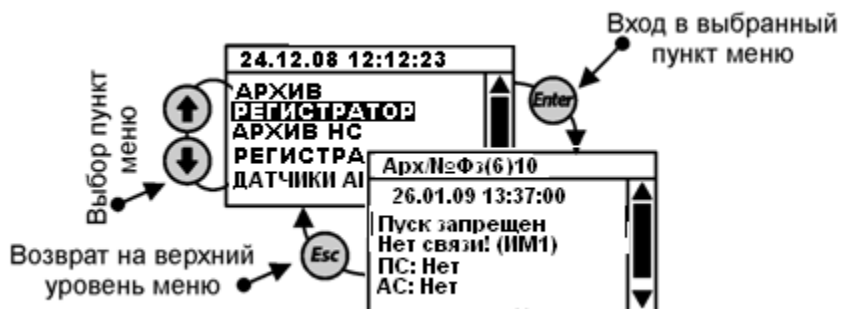 Вход в выбранный
пункт меню
24.12.08 12:12:23
АРХИВ
РЕГИСТРАТОР
АРХИВ НС
РЕГИСТРА
ДАТЧИКИ А
Enter
Выбор пункт
меню
Арх/№Фз(6)10
26.01.09 13:37:00
Пуск запрещен
Нет связи! (ИМ1)
ПС: Нет
АС: Нет
Esc
Возврат на верхний
уровень меню